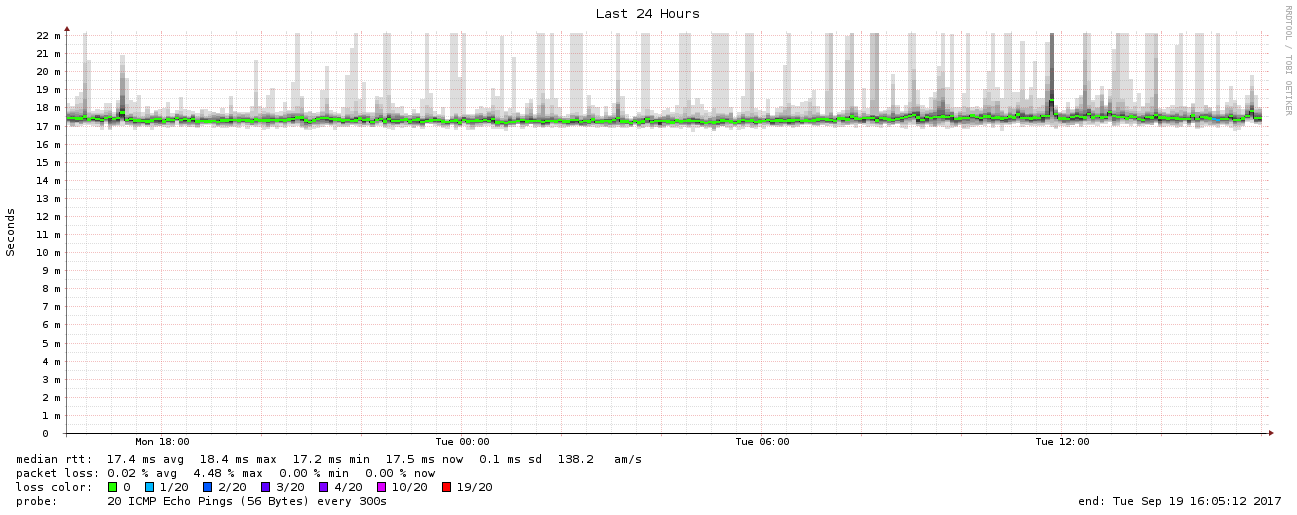 Last 24 Hours
RRDTOOL / TOBI OETIKER
22 m
21 m
20 m
19 m
18 m
17 m
16 m
15 m
14 m
13 m
12 m
11 m
10 m
9 m
8 m
7 m
6 m
5 m
4 m
3 m
2 m
1 m
0
Seconds
Mon 18:00 Tue 00:00 Tue 06:00 Tue 12:00
median rtt: 17.4 ms avg 18.4 ms max 17.2 ms min 17.5 ms now 0.1 ms sd 138.2 am/s
packet loss: 0.02 % avg 4.48 % max 0.00 % min 0.00 % now
loss color: 0 1/20 2/20 3/20 4/20 10/20 19/20
probe: 20 ICMP Echo Pings (56 Bytes) every 300s end: Tue Sep 19 16:05:12 2017